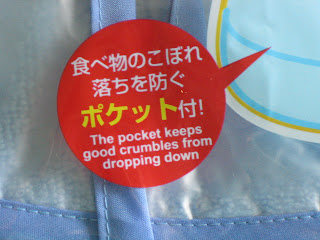 食べ物のこぼれ
落ちを防ぐ
ポケット付!
The pocket keeps
good crumbles from
dropping down